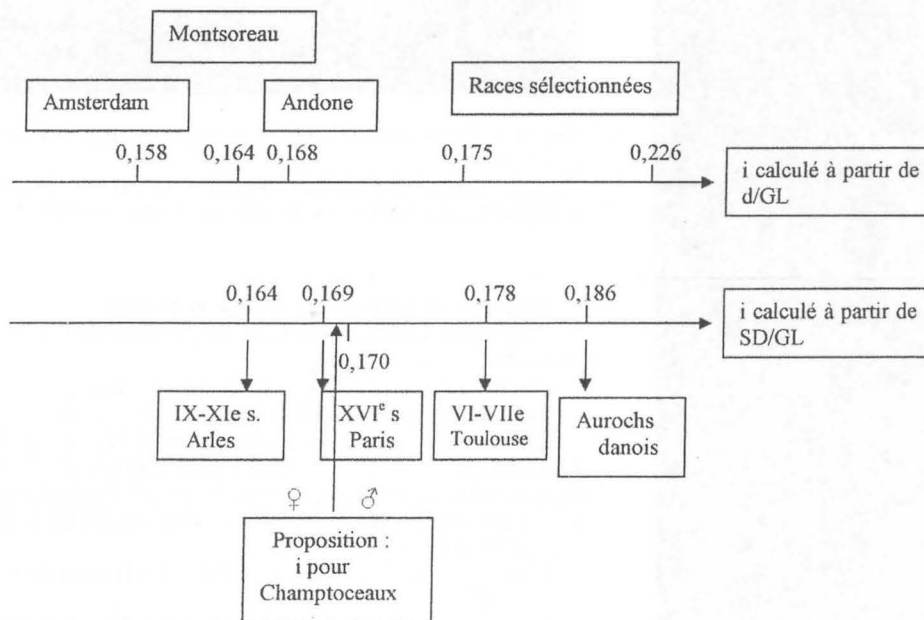 Montsoreau
Amsterdam
Andone
Races sélectionnées
0,158
0,164
0,168
0,175
0,226
i calculé à partir de
d/GL
0,164
0,169
0,178
0,186
i calculé à partir de
SD/GL
0,170
IX-XIe s.
Arles
XVIe s
Paris
VI-VIIe
Toulouse
Aurochs
danois
♀ ♂
Proposition :
i pour
Champtoceaux